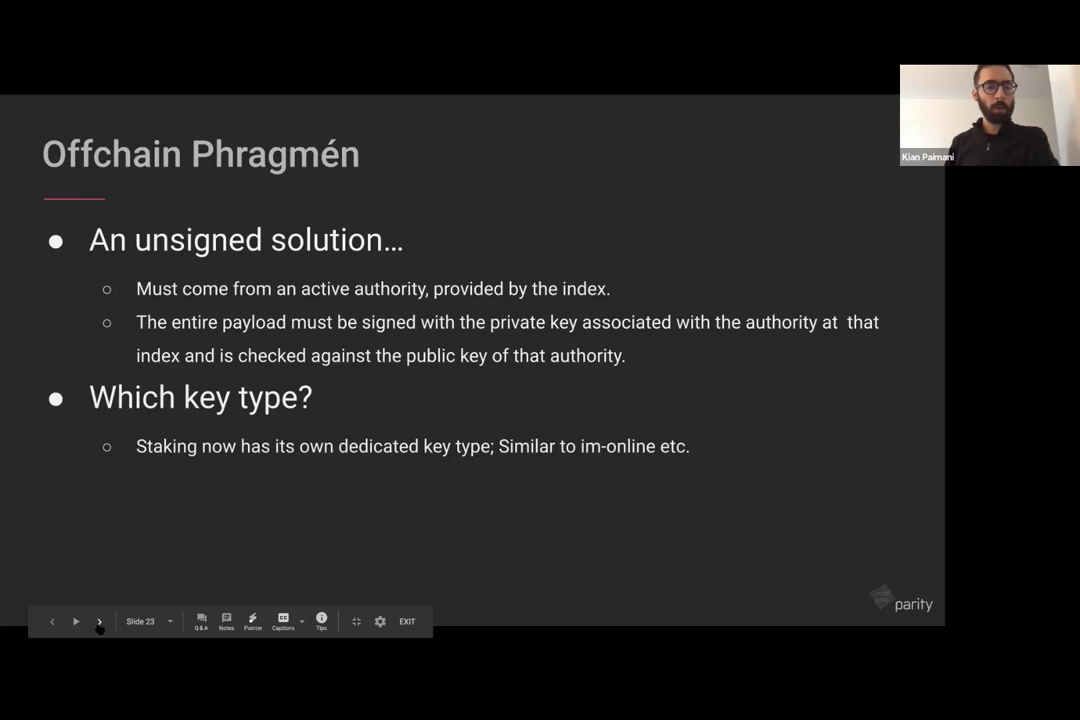 Offchain Phragmén
● An unsigned solution...
○ Must come from an active authority, provided by the index.
○ The entire payload must be signed with the private key associated with the authority at that
index and is checked against the public key of that authority.
● Which key type?
○ Staking now has its own dedicated key type; Similar to im-online etc.
Kian Paimani
parity
Slide 23
Q & A
Notes
Pointer
Captions
Tips
EXIT